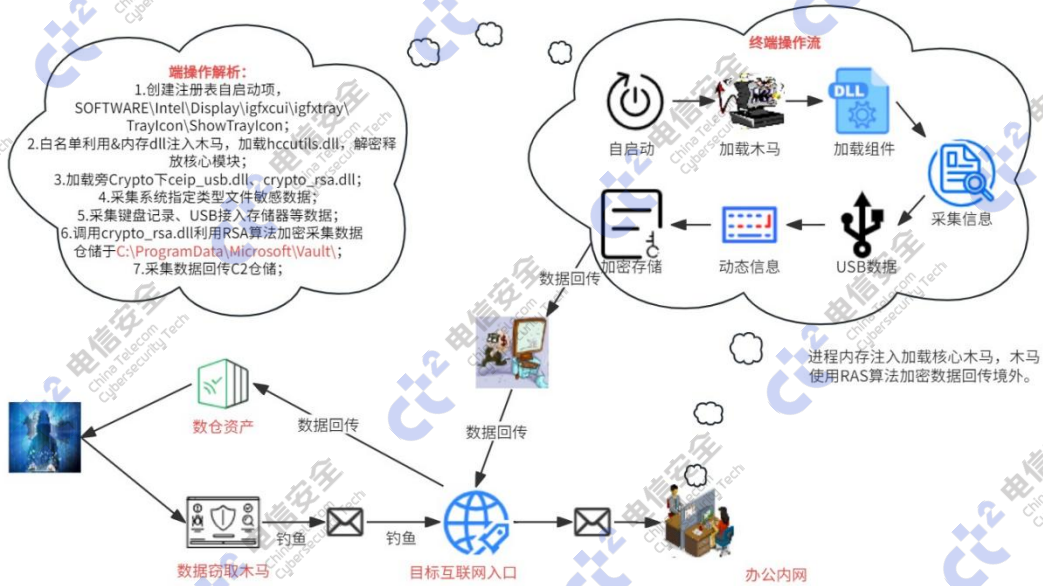 端操作解析：
1.创建注册表自启动项，
SOFTWARE\Intel\Display\igfxcui\igfxtray\
TrayIcon\ShowTrayIcon；
2.白名单利用&内存dll注入木马，加载hccutils.dll，解密释
放核心模块；
3.加载旁Crypto下ceip_usb.dll、crypto_rsa.dll；
4.采集系统指定类型文件敏感数据；
5.采集键盘记录、USB接入存储器等数据；
6.调用crypto_rsa.dll利用RSA算法加密采集数据
仓储于C:\ProgramData\Microsoft\Vault\；
7.采集数据回传C2仓储；
终端操作流
自启动
加载木马
DLL
加载组件
采集信息
加密存储
动态信息
USB数据
数据回传
进程内存注入加载核心木马，木马
使用RAS算法加密数据回传境外。
数仓资产
数据回传
数据回传
数据窃取木马
钓鱼
钓鱼
目标互联网入口
办公内网
电信安全
China Telecom
Cybersecurity Tech